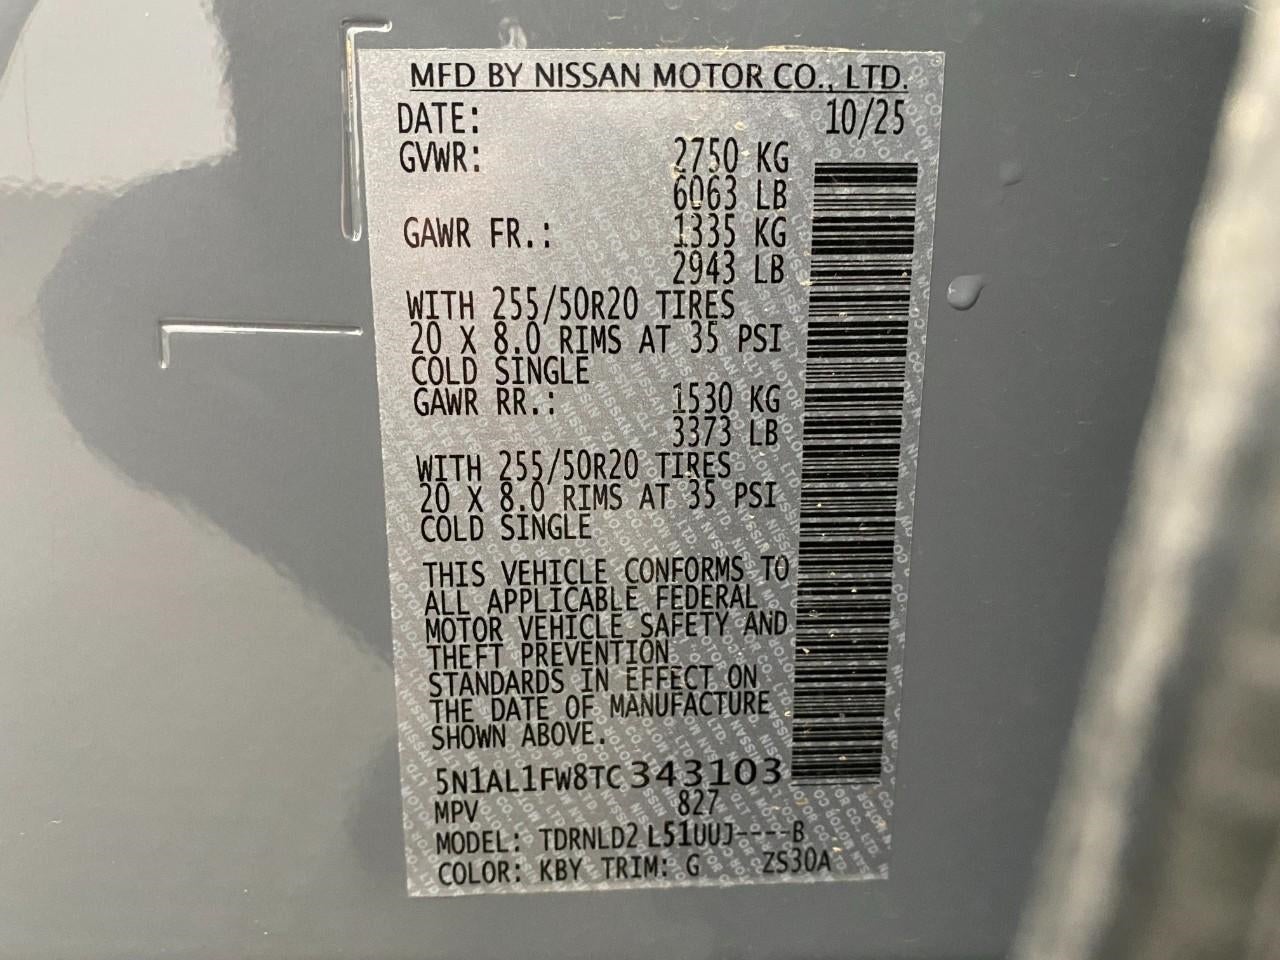 MFD BY NISSAN MOTOR CO., LTD.
DATE: 10/25
GVWR: 2750 KG
6063 LB
GAWR FR.: 1335 KG
2943 LB
WITH 255/50R20 TIRES
20 X 8.0 RIMS AT 35 PSI
COLD SINGLE
GAWR RR.: 1530 KG
3373 LB
WITH 255/50R20 TIRES
20 X 8.0 RIMS AT 35 PSI
COLD SINGLE
THIS VEHICLE CONFORMS TO
ALL APPLICABLE FEDERAL
MOTOR VEHICLE SAFETY AND
THEFT PREVENTION
STANDARDS IN EFFECT ON
THE DATE OF MANUFACTURE
SHOWN ABOVE.
5N1AL1FW8TC343103
MPV 827
MODEL: TDRNLD2 L51UUJ----B
COLOR: KBY TRIM: G ZS30A